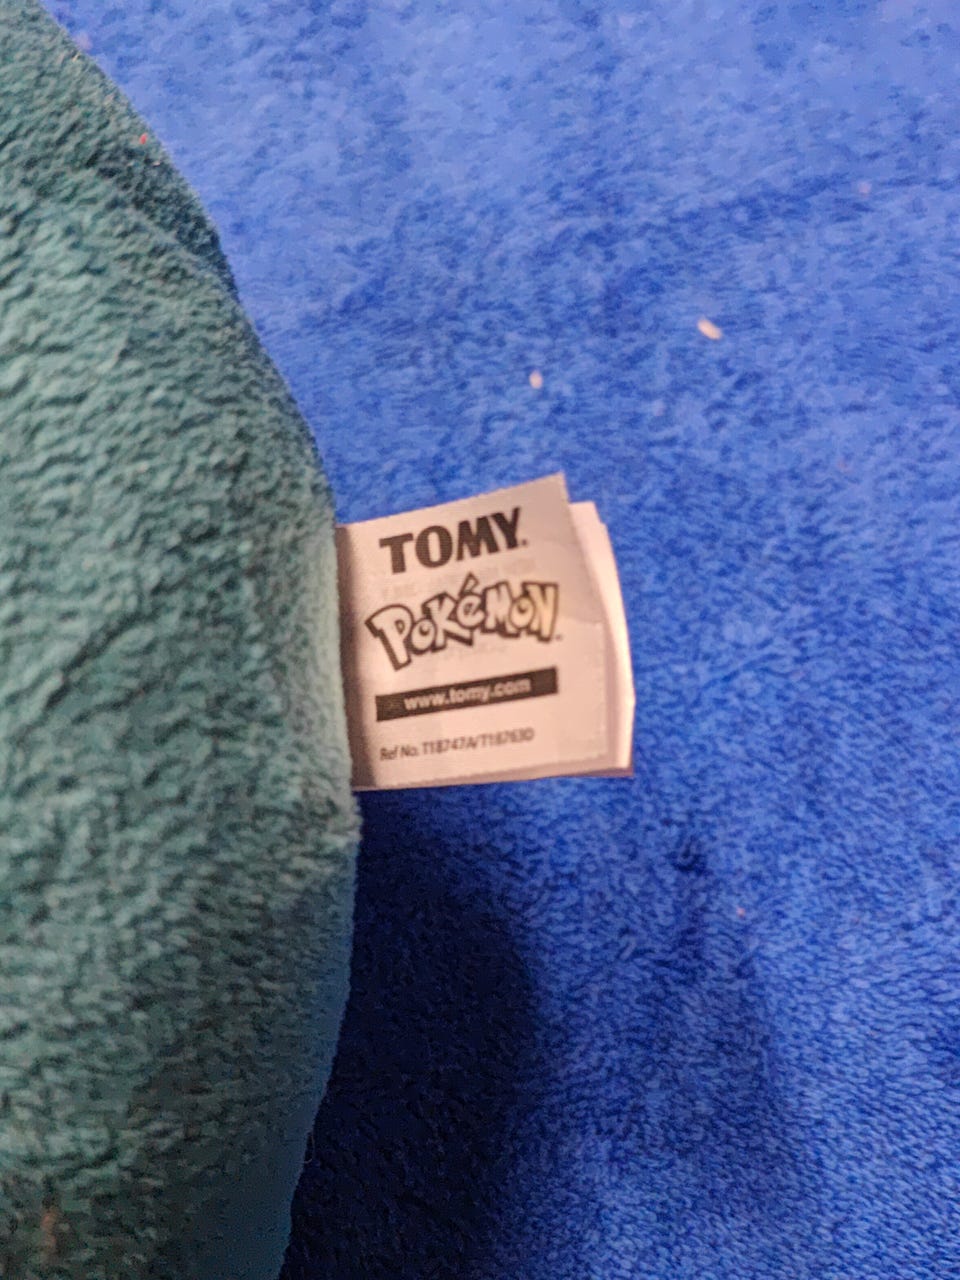 TOMY.
Pokémon
www.tomy.com
Ref No. T18747A/T18763D